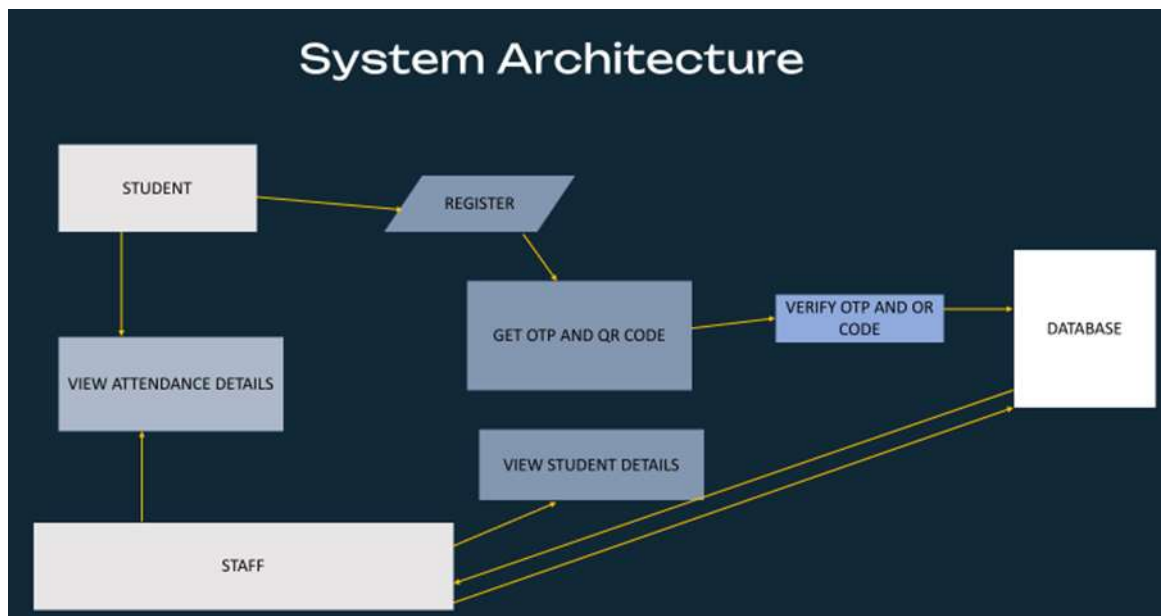 System Architecture
STUDENT
REGISTER
GET OTP AND QR CODE
VERIFY OTP AND OR
CODE
DATABASE
VIEW ATTENDANCE DETAILS
VIEW STUDENT DETAILS
STAFF